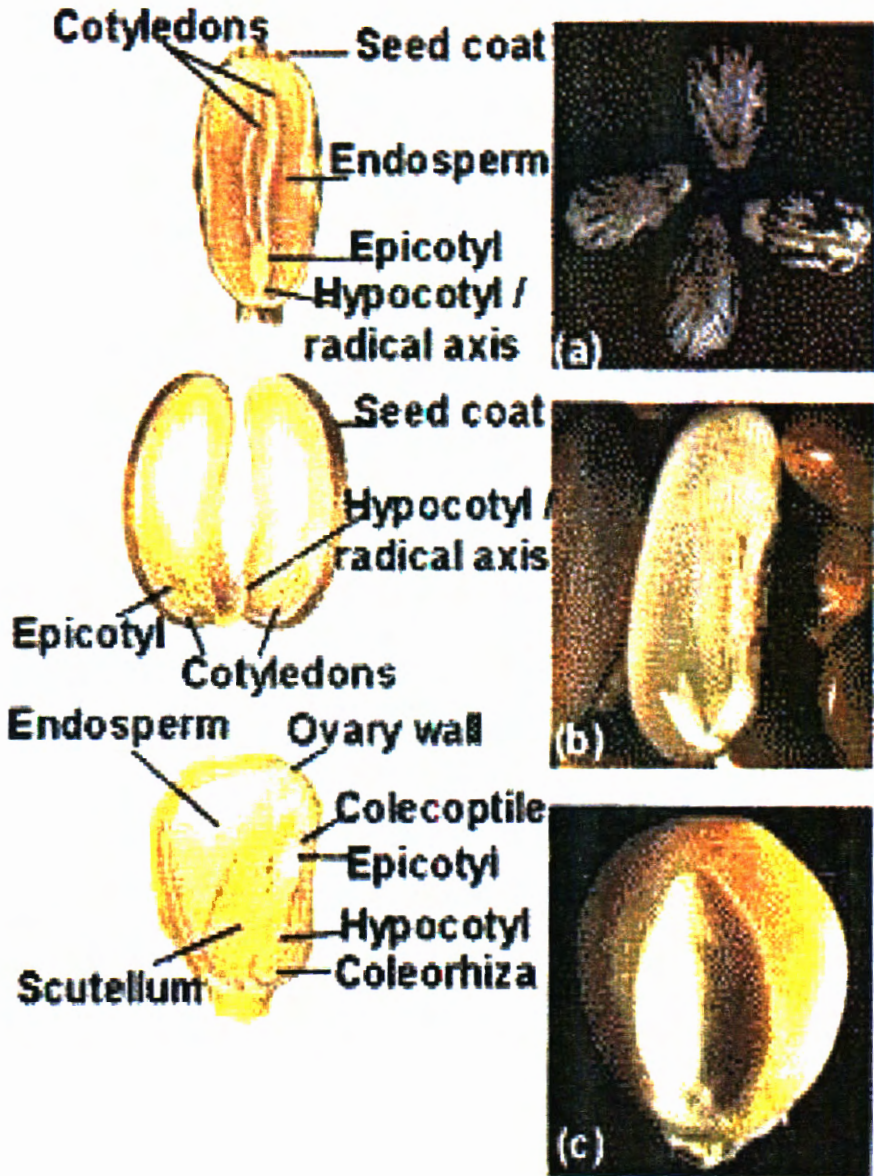 Cotyledons
Seed coat
Endosperm
Epicotyl
Hypocotyl /
radical axis
(a)
Seed coat
Hypocotyl /
radical axis
Epicotyl
Cotyledons
(b)
Endosperm
Ovary wall
Colecoptile
Epicotyl
Hypocotyl
Coleorhiza
Scutellum
(c)